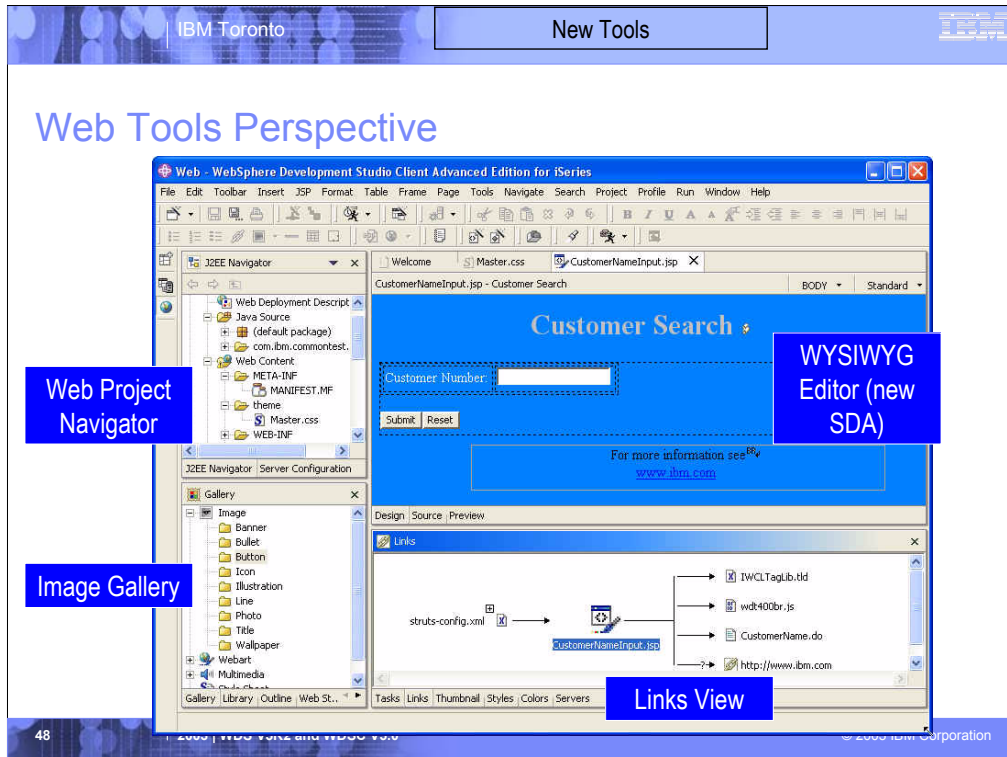 IBM Toronto
New Tools
IBM
Web Tools Perspective
Web - WebSphere Development Studio Client Advanced Edition for iSeries
File Edit Toolbar Insert JSP Format Table Frame Page Tools Navigate Search Project Profile Run Window Help
J2EE Navigator
Welcome Master.css CustomerNameInput.jsp
CustomerNameInput.jsp - Customer Search
BODY Standard
Web Deployment Descript
Java Source
(default package)
com.ibm.commontest.
Web Content
META-INF
MANIFEST.MF
theme
Master.css
WEB-INF
J2EE Navigator Server Configuration
Customer Search
Customer Number:
Submit Reset
For more information see
www.ibm.com
Design Source Preview
Web Project
Navigator
WYSIWYG
Editor (new
SDA)
Gallery
Image
Banner
Bullet
Button
Icon
Illustration
Line
Photo
Title
Wallpaper
Webart
Multimedia
Style Sheet
Gallery Library Outline Web St..
Image Gallery
Links
struts-config.xml
CustomerNameInput.jsp
IWCLTagLib.tld
wdt400br.js
CustomerName.do
http://www.ibm.com
Tasks Links Thumbnail Styles Colors Servers
Links View
48
© 2003 IBM Corporation